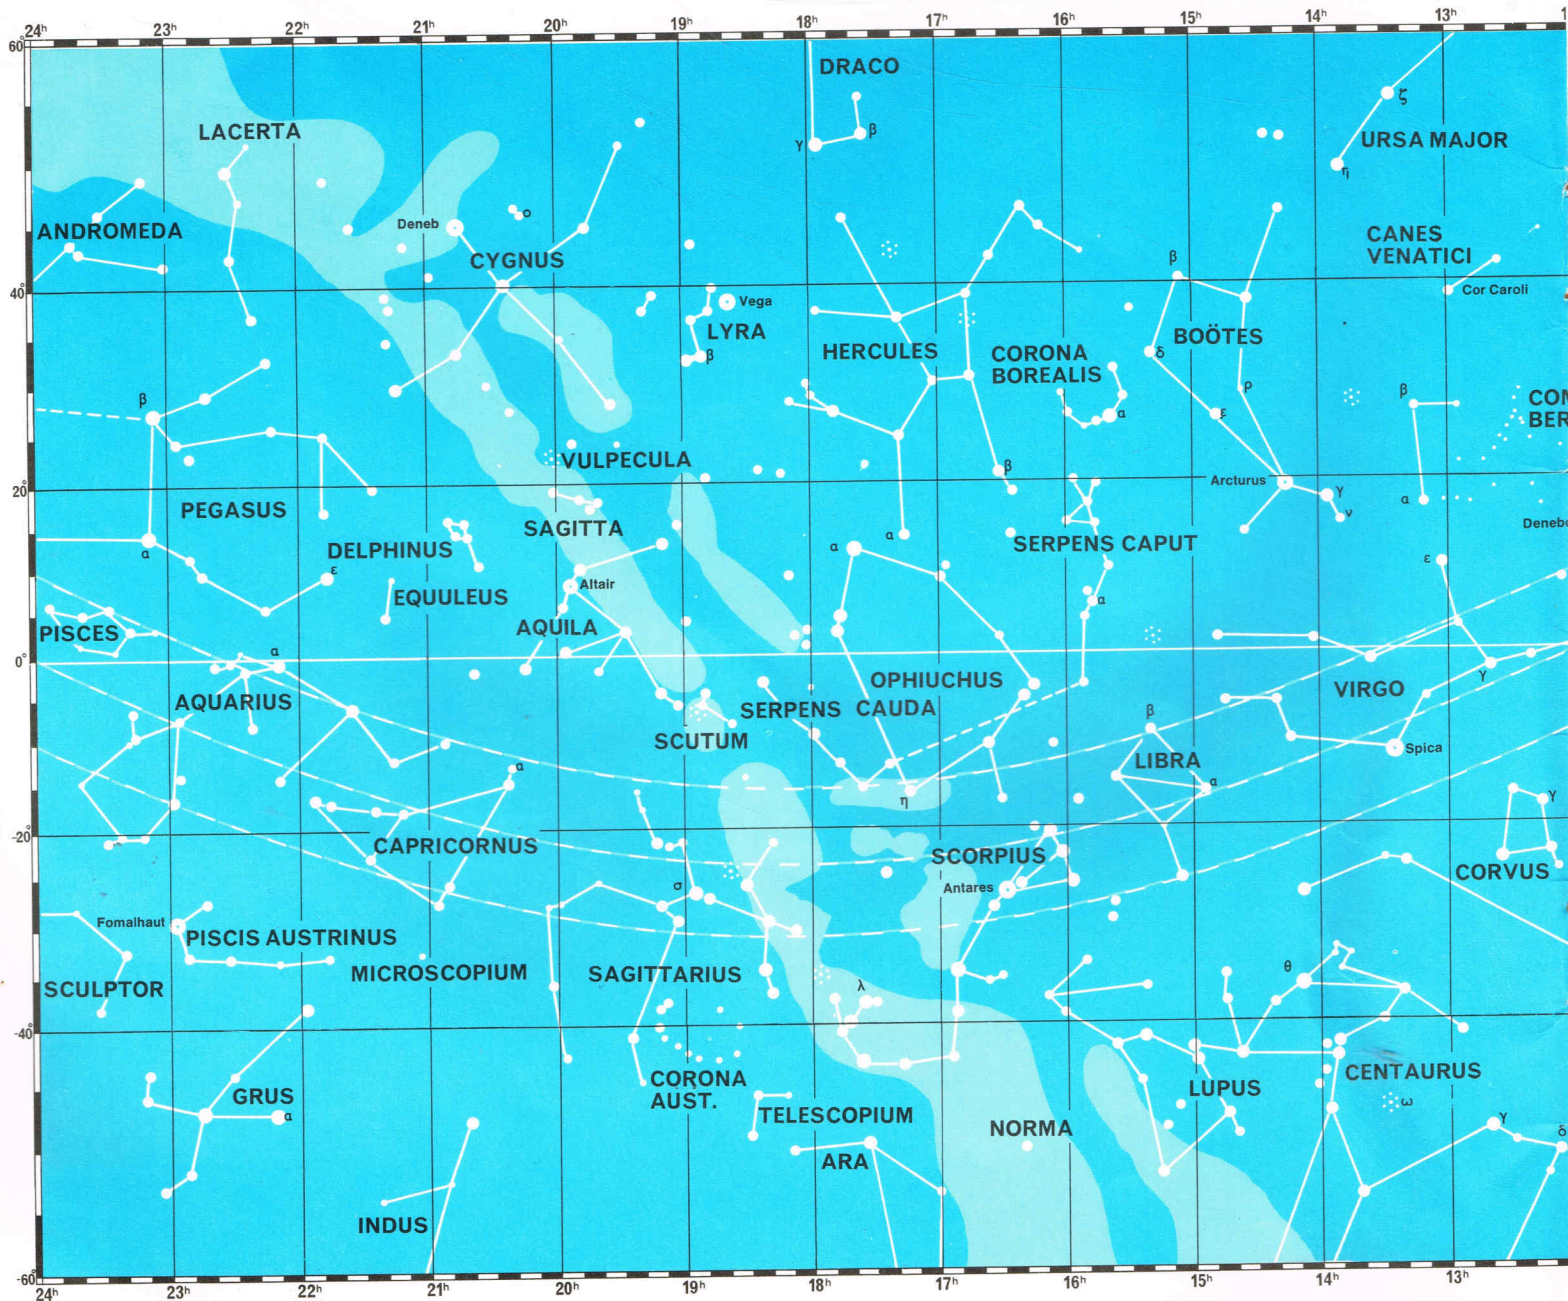 24h 23h 22h 21h 20h 19h 18h 17h 16h 15h 14h 13h 1
60°
DRACO
β
γ
ζ
URSA MAJOR
η
LACERTA
ANDROMEDA
Deneb
ο
CYGNUS
β
CANES
VENATICI
40°
Cor Caroli
Vega
LYRA
β
HERCULES
CORONA
BOREALIS
α
BOÖTES
δ
ρ
ε
β
COM
BER
β
VULPECULA
β
20°
Arcturus
γ
ν
α
PEGASUS
SAGITTA
Denebo
α
DELPHINUS
ε
α
α
SERPENS CAPUT
ε
Altair
EQUULEUS
α
AQUILA
PISCES
0°
α
AQUARIUS
OPHIUCHUS
VIRGO
γ
SERPENS CAUDA
β
SCUTUM
LIBRA
Spica
α
α
η
γ
-20°
CAPRICORNUS
SCORPIUS
CORVUS
σ
Antares
Fomalhaut
PISCIS AUSTRINUS
MICROSCOPIUM
SAGITTARIUS
θ
SCULPTOR
λ
-40°
CORONA
AUST.
LUPUS
CENTAURUS
GRUS
α
TELESCOPIUM
ω
γ
δ
NORMA
ARA
INDUS
-60°
24h 23h 22h 21h 20h 19h 18h 17h 16h 15h 14h 13h